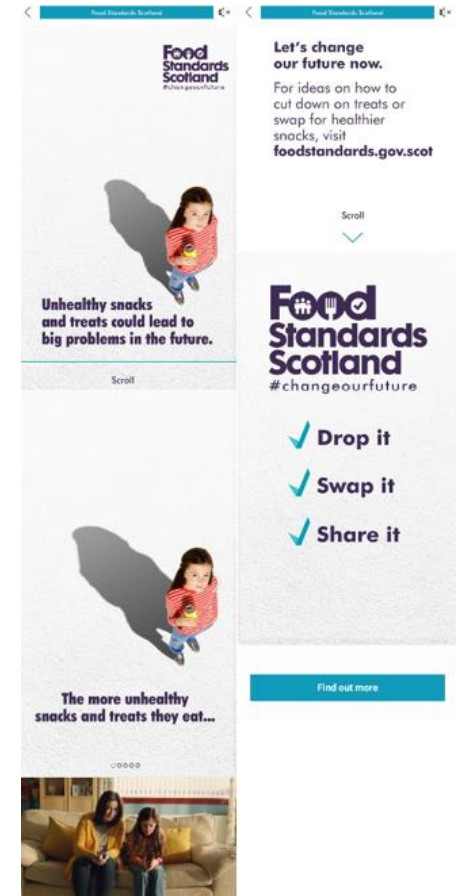 Food Standards Scotland
Food
Standards
Scotland
#changeourfuture
Unhealthy snacks
and treats could lead to
big problems in the future.
Scroll
The more unhealthy
snacks and treats they eat...
Food Standards Scotland
Let's change
our future now.
For ideas on how to
cut down on treats or
swap for healthier
snacks, visit
foodstandards.gov.scot
Scroll
Food
Standards
Scotland
#changeourfuture
Drop it
Swap it
Share it
Find out more